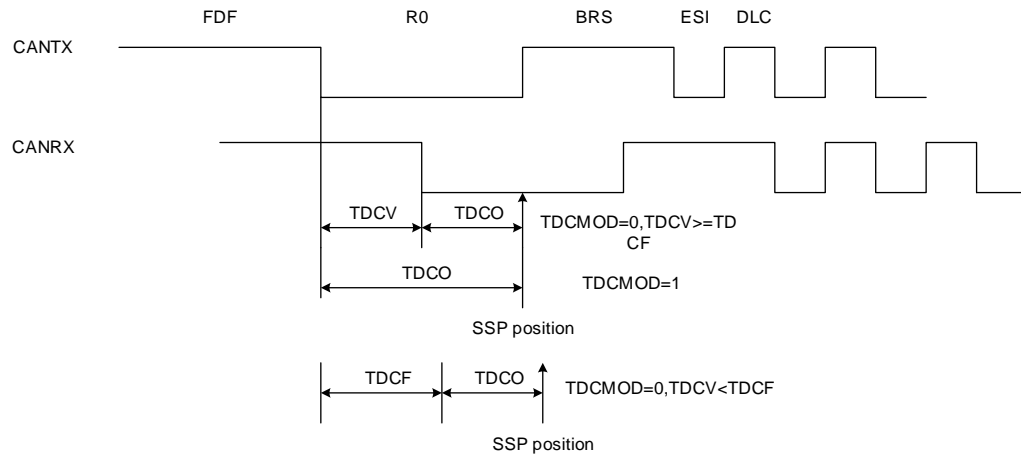 FDF R0 BRS ESI DLC
CANTX
CANRX
TDCV TDCO TDCMOD=0,TDCV>=TD
CF
TDCO TDCMOD=1
SSP position
TDCF TDCO TDCMOD=0,TDCV<TDCF
SSP position